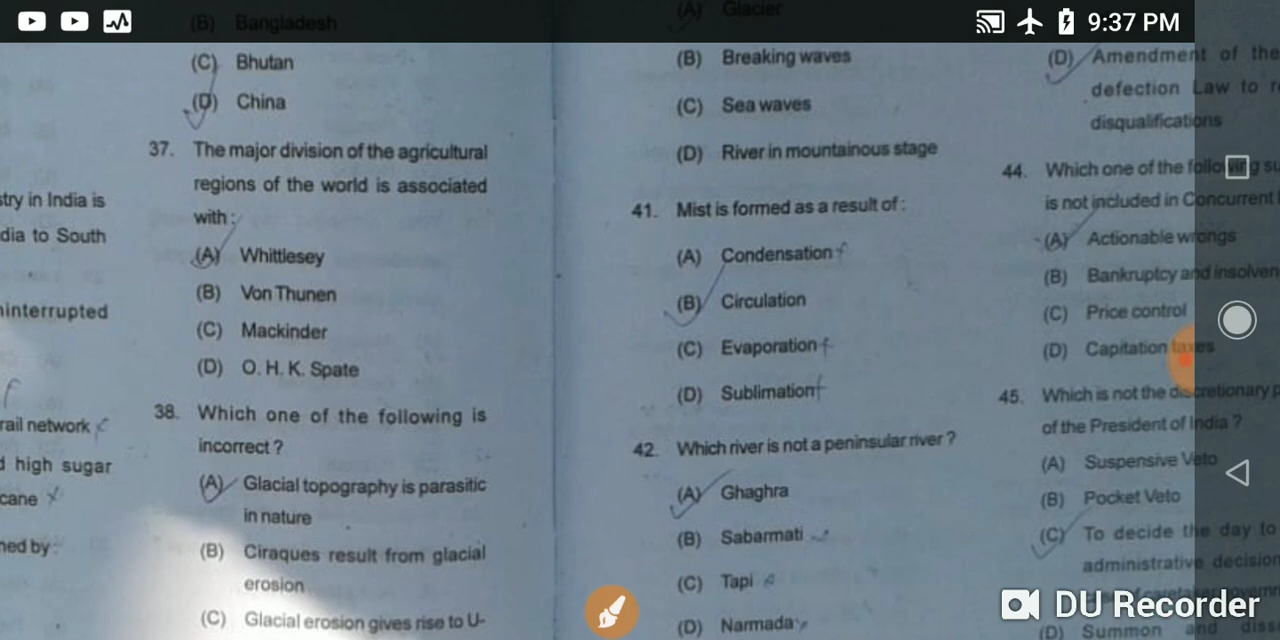 9:37 PM
stry in India is
dia to South
interrupted
rail network
high sugar
cane
ned by :
(B) Bangladesh
(C) Bhutan
(D) China
37. The major division of the agricultural
regions of the world is associated
with :
(A) Whittlesey
(B) Von Thunen
(C) Mackinder
(D) O. H. K. Spate
38. Which one of the following is
incorrect ?
(A) Glacial topography is parasitic
in nature
(B) Ciraques result from glacial
erosion
(C) Glacial erosion gives rise to U-
(A) Glacier
(B) Breaking waves
(C) Sea waves
(D) River in mountainous stage
41. Mist is formed as a result of :
(A) Condensation
(B) Circulation
(C) Evaporation
(D) Sublimation
42. Which river is not a peninsular river ?
(A) Ghaghra
(B) Sabarmati
(C) Tapi
(D) Narmada
(D) Amendment of the
defection Law to r
disqualifications
44. Which one of the following su
is not included in Concurrent
(A) Actionable wrongs
(B) Bankruptcy and insolven
(C) Price control
(D) Capitation taxes
45. Which is not the discretionary p
of the President of India ?
(A) Suspensive Veto
(B) Pocket Veto
(C) To decide the day to
administrative decision
(D) Summon and diss
DU Recorder